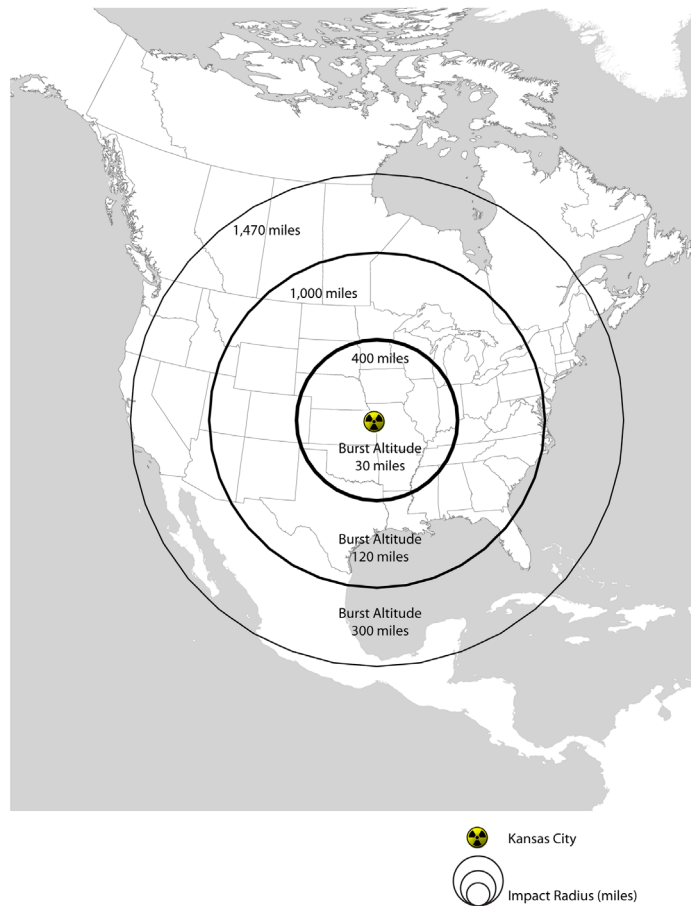 1,470 miles
1,000 miles
400 miles
Burst Altitude
30 miles
Burst Altitude
120 miles
Burst Altitude
300 miles
Kansas City
Impact Radius (miles)